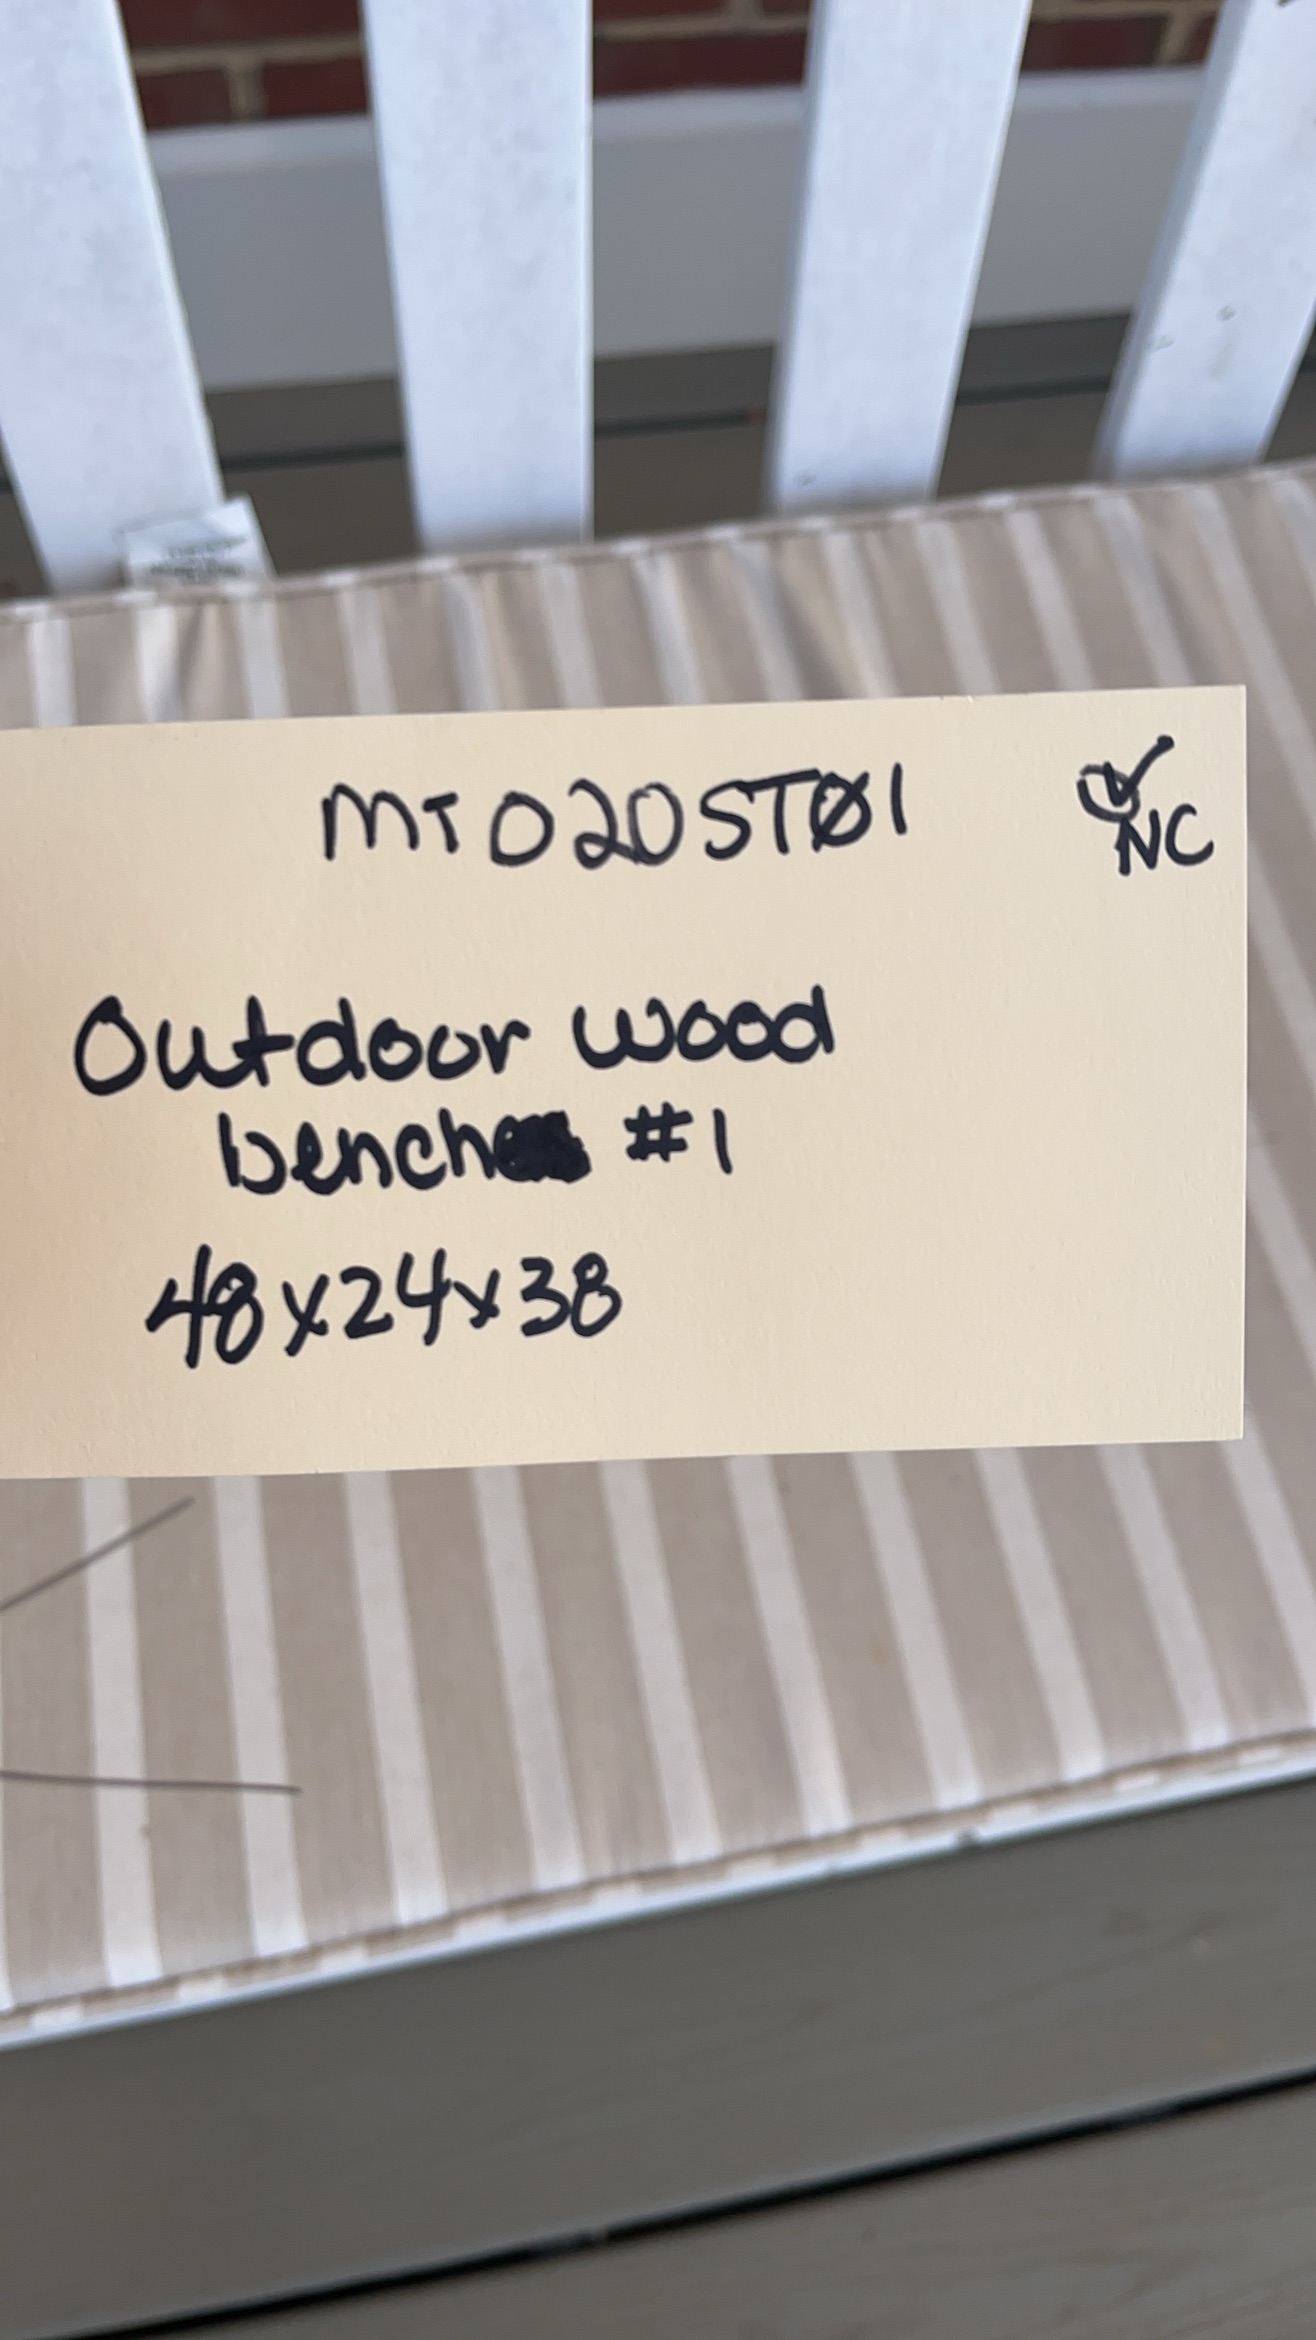 MT020ST01
NC
Outdoor wood
bench #1
48x24x38